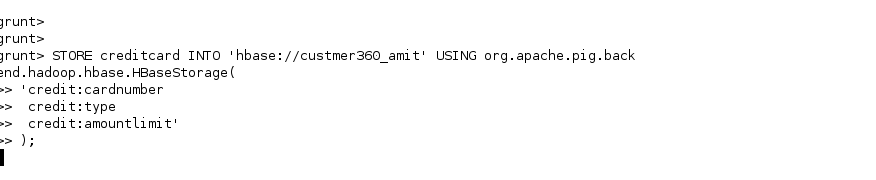 grunt>
grunt>
grunt> STORE creditcard INTO 'hbase://custmer360_amit' USING org.apache.pig.back
end.hadoop.hbase.HBaseStorage(
>> 'credit:cardnumber
>>  credit:type
>>  credit:amountlimit'
>> );